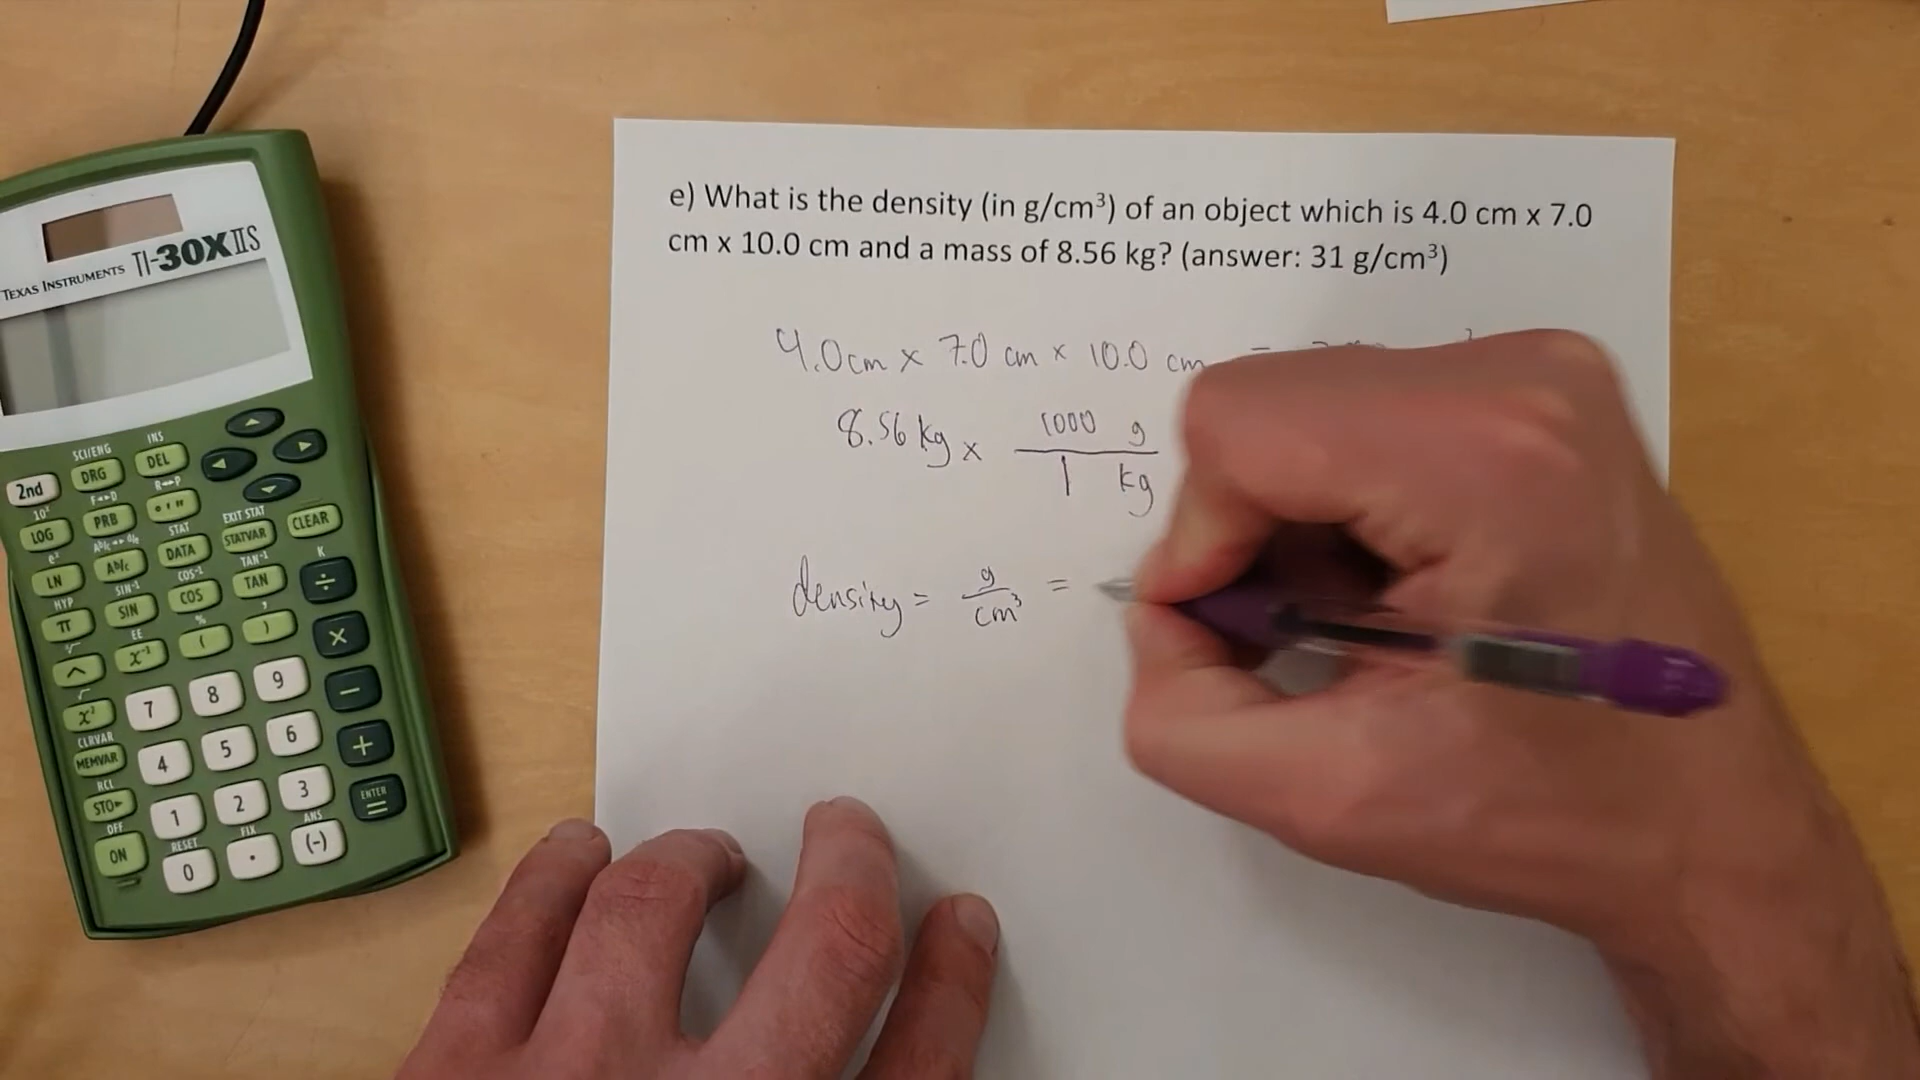 TEXAS INSTRUMENTS TI-30X IIS
SCI/ENG INS
2nd DRG DEL
10ˣ F◄►D R◄►P
LOG PRB ° ' "
eˣ Ab/c◄►d/e STAT EXIT STAT
LN Ab/c DATA STATVAR CLEAR
HYP SIN⁻¹ COS⁻¹ TAN⁻¹ K
π SIN COS TAN ÷
EE % ,
^ x⁻¹ ( ) ×
√
x² 7 8 9 −
CLRVAR
MEMVAR 4 5 6 +
RCL
STO► 1 2 3 ENTER =
OFF RESET FIX ANS
ON 0 . (-)
e) What is the density (in g/cm³) of an object which is 4.0 cm x 7.0
cm x 10.0 cm and a mass of 8.56 kg? (answer: 31 g/cm³)
4.0cm x 7.0 cm x 10.0 cm =
8.56 kg x 1000 g
1 kg
density = g/cm³ =